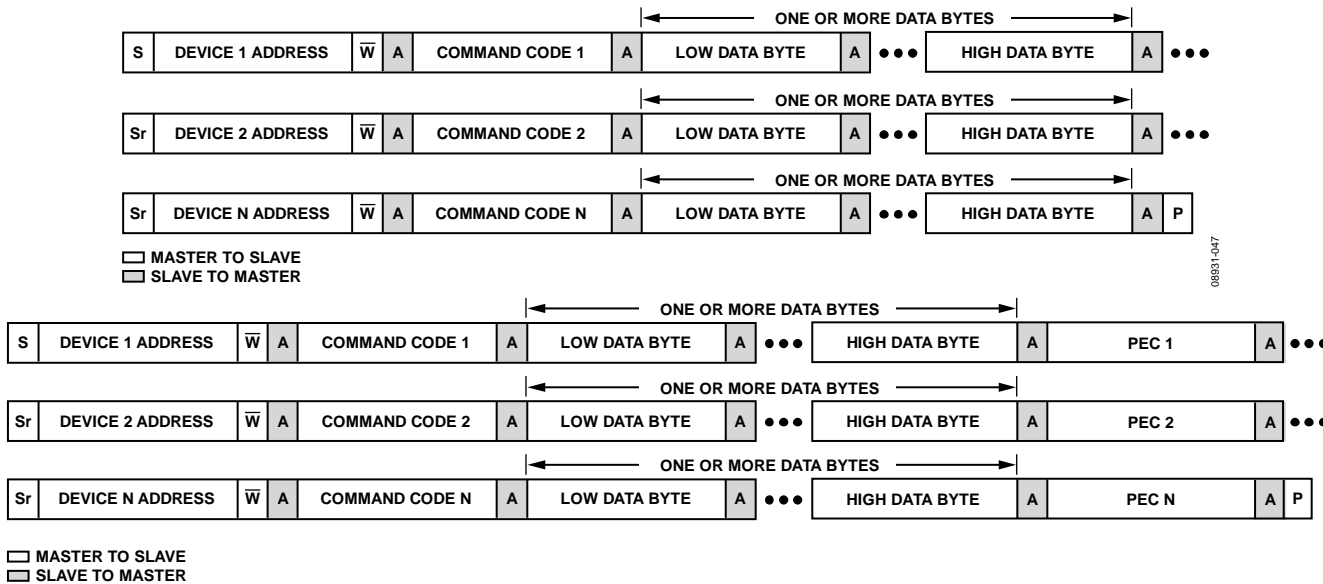 ONE OR MORE DATA BYTES
S DEVICE 1 ADDRESS W̅ A COMMAND CODE 1 A LOW DATA BYTE A ••• HIGH DATA BYTE A •••
ONE OR MORE DATA BYTES
Sr DEVICE 2 ADDRESS W̅ A COMMAND CODE 2 A LOW DATA BYTE A ••• HIGH DATA BYTE A •••
ONE OR MORE DATA BYTES
Sr DEVICE N ADDRESS W̅ A COMMAND CODE N A LOW DATA BYTE A ••• HIGH DATA BYTE A P
MASTER TO SLAVE
SLAVE TO MASTER
08931-047
ONE OR MORE DATA BYTES
S DEVICE 1 ADDRESS W̅ A COMMAND CODE 1 A LOW DATA BYTE A ••• HIGH DATA BYTE A PEC 1 A •••
ONE OR MORE DATA BYTES
Sr DEVICE 2 ADDRESS W̅ A COMMAND CODE 2 A LOW DATA BYTE A ••• HIGH DATA BYTE A PEC 2 A •••
ONE OR MORE DATA BYTES
Sr DEVICE N ADDRESS W̅ A COMMAND CODE N A LOW DATA BYTE A ••• HIGH DATA BYTE A PEC N A P
MASTER TO SLAVE
SLAVE TO MASTER